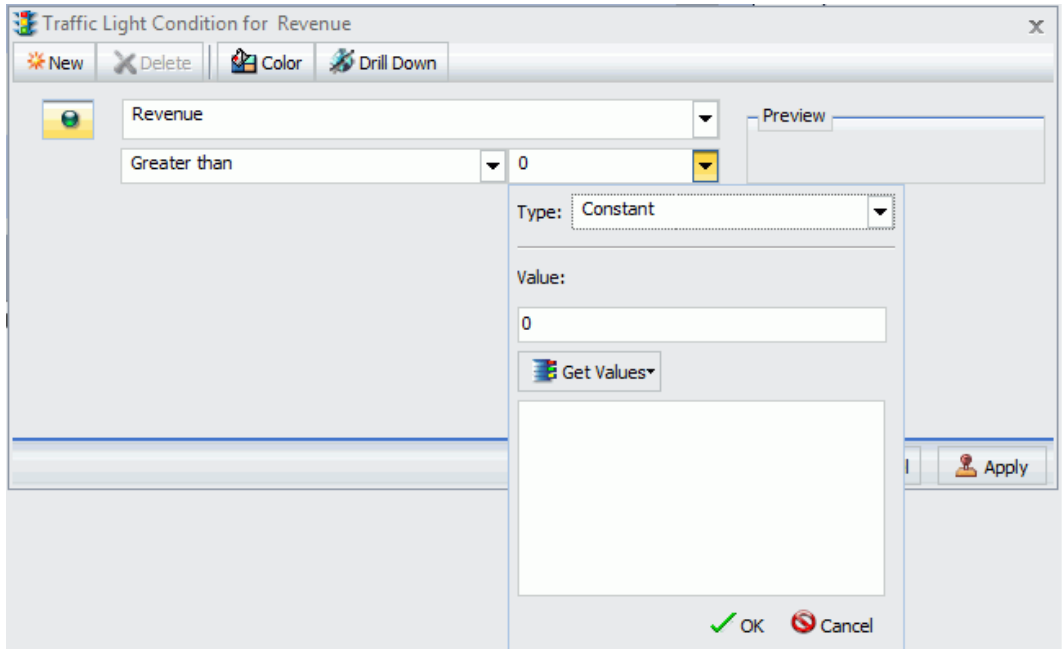 Traffic Light Condition for Revenue
x
New Delete Color Drill Down
Revenue
Preview
Greater than 0
Type: Constant
Value:
0
Get Values
Apply
OK Cancel